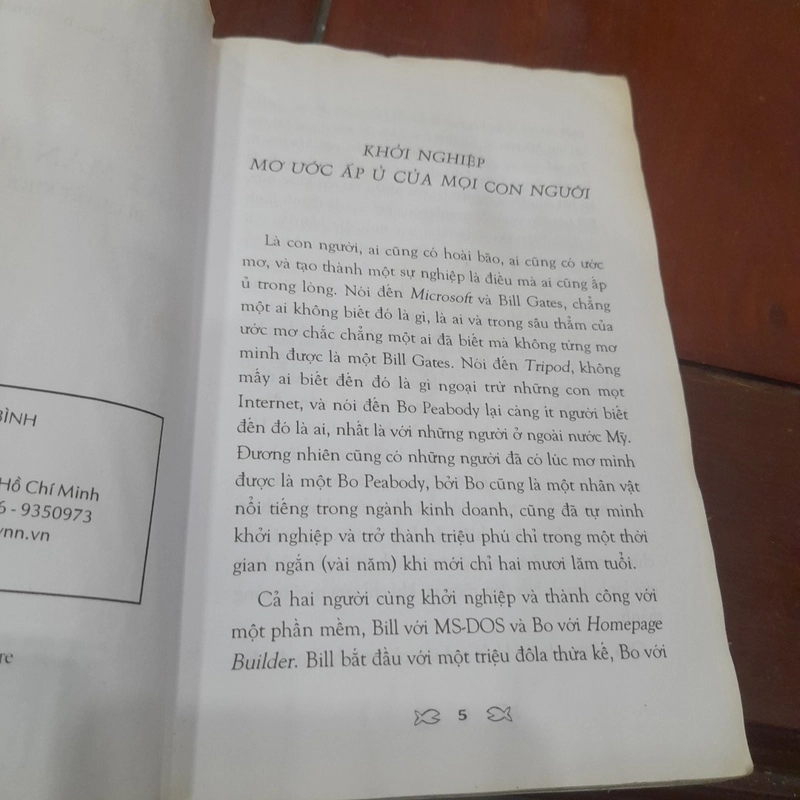 BÌNH
Hồ Chí Minh
6 - 9350973
vnn.vn
re
KHỞI NGHIỆP
MƠ ƯỚC ẤP Ủ CỦA MỌI CON NGƯỜI
Là con người, ai cũng có hoài bão, ai cũng có ước
mơ, và tạo thành một sự nghiệp là điều mà ai cũng ấp
ủ trong lòng. Nói đến Microsoft và Bill Gates, chẳng
một ai không biết đó là gì, là ai và trong sâu thẳm của
ước mơ chắc chẳng một ai đã biết mà không từng mơ
mình được là một Bill Gates. Nói đến Tripod, không
mấy ai biết đến đó là gì ngoại trừ những con mọt
Internet, và nói đến Bo Peabody lại càng ít người biết
đến đó là ai, nhất là với những người ở ngoài nước Mỹ.
Đương nhiên cũng có những người đã có lúc mơ mình
được là một Bo Peabody, bởi Bo cũng là một nhân vật
nổi tiếng trong ngành kinh doanh, cũng đã tự mình
khởi nghiệp và trở thành triệu phú chỉ trong một thời
gian ngắn (vài năm) khi mới chỉ hai mươi lăm tuổi.
Cả hai người cùng khởi nghiệp và thành công với
một phần mềm, Bill với MS-DOS và Bo với Homepage
Builder. Bill bắt đầu với một triệu đôla thừa kế, Bo với
5